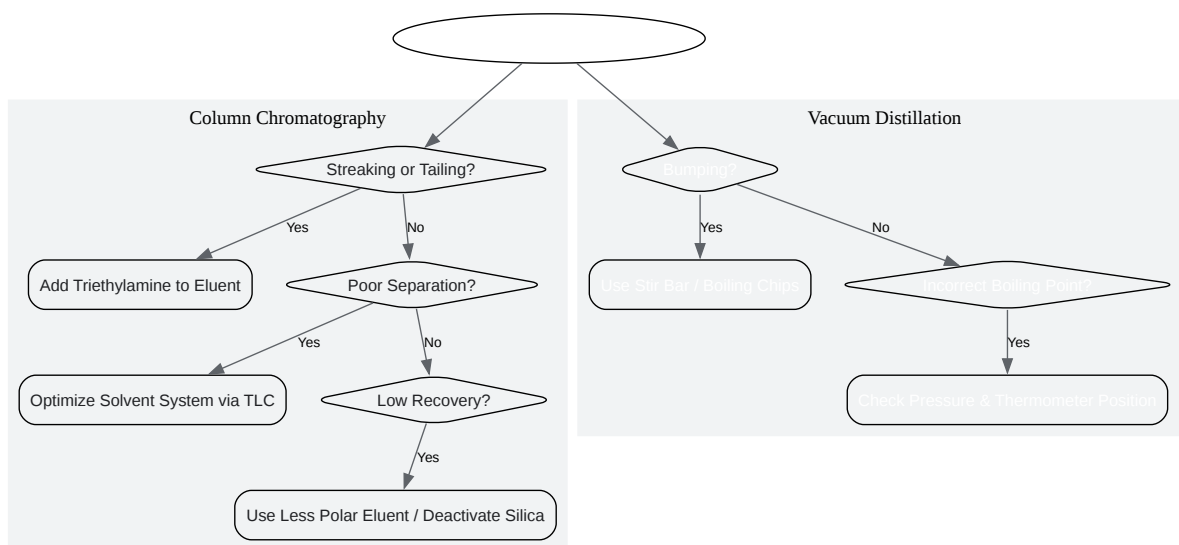 Column Chromatography
Vacuum Distillation
Streaking or Tailing?
Bumping?
Yes
No
Yes
No
Add Triethylamine to Eluent
Poor Separation?
Use Stir Bar / Boiling Chips
Incorrect Boiling Point?
Yes
No
Yes
Optimize Solvent System via TLC
Low Recovery?
Check Pressure & Thermometer Position
Yes
Use Less Polar Eluent / Deactivate Silica